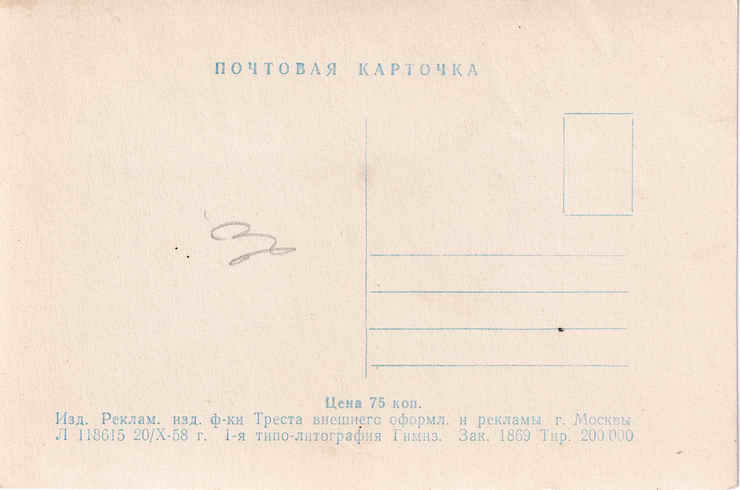 ПОЧТОВАЯ КАРТОЧКА
Цена 75 коп.
Изд. Реклам. изд. ф-ки Треста внешнего оформл. и рекламы г. Москвы
Л 118615 20/X-58 г. 1-я типо-литография Гимиз. Зак. 1869 Тир. 200.000